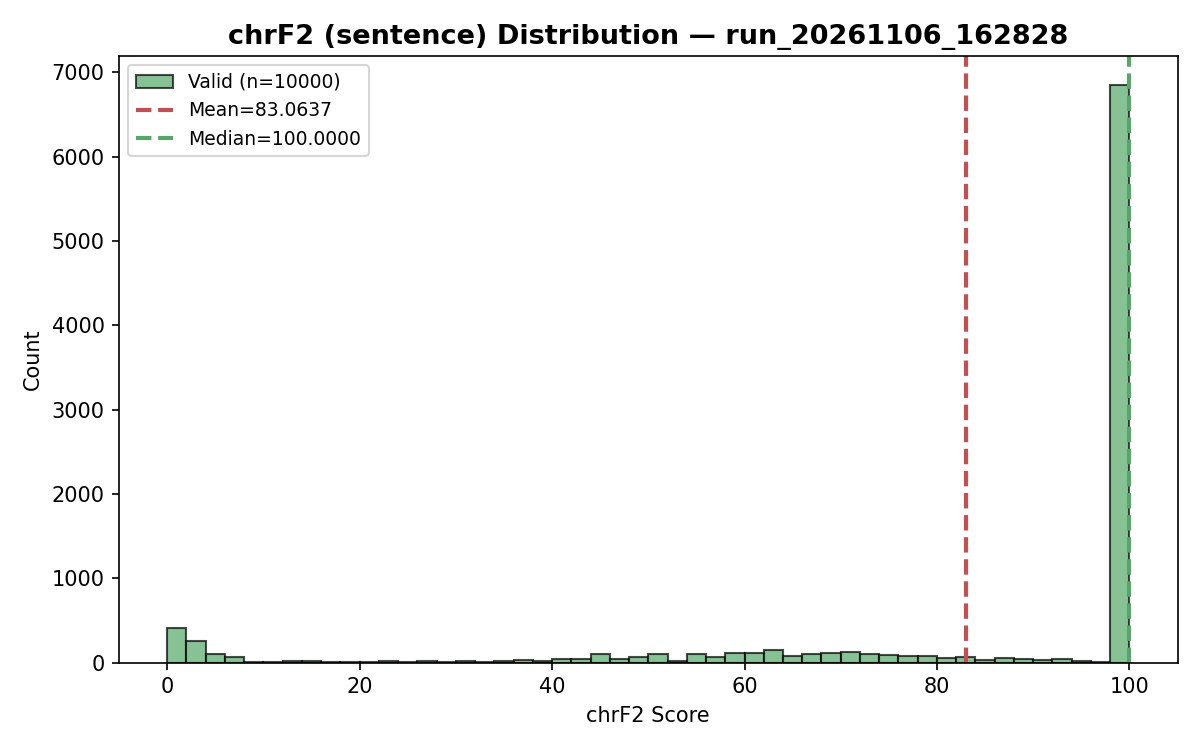 chrF2 (sentence) Distribution — run_20261106_162828
Valid (n=10000)
Mean=83.0637
Median=100.0000
Count
7000
6000
5000
4000
3000
2000
1000
0
0 20 40 60 80 100
chrF2 Score